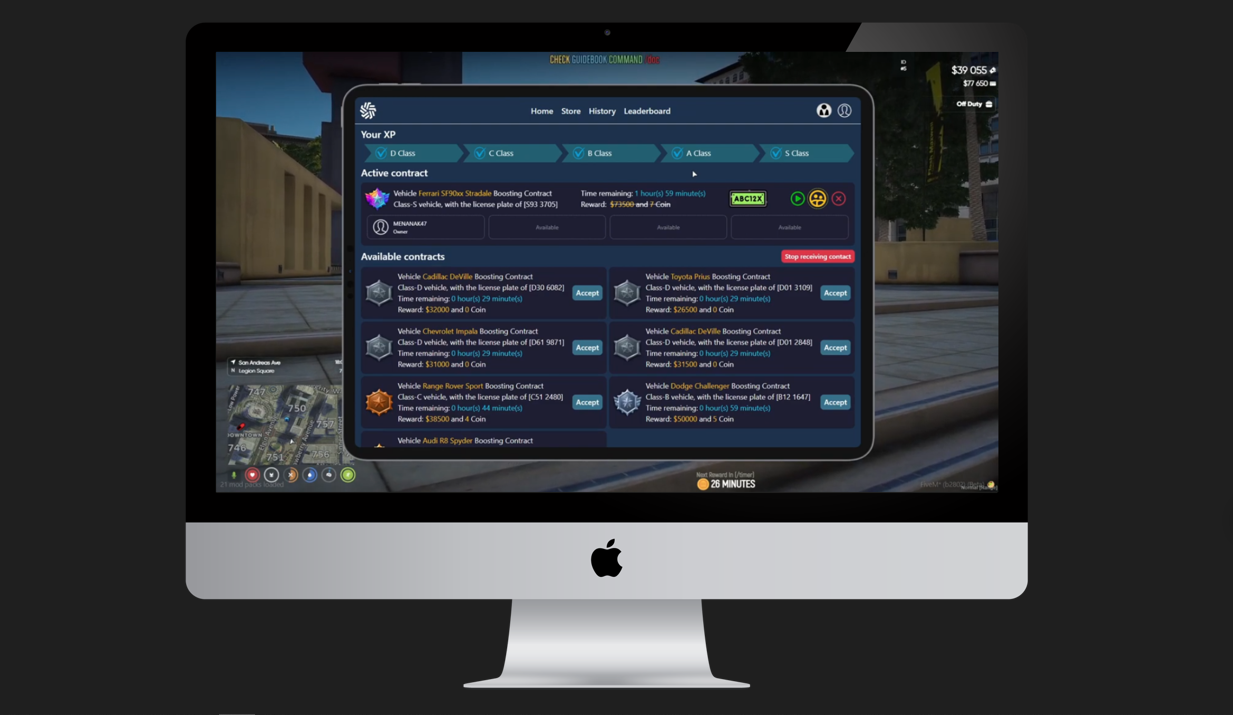 CHECK GUIDEBOOK COMMAND
$39 055
$77 650
Off Duty
Home Store History Leaderboard
Your XP
D Class C Class B Class A Class S Class
Active contract
Vehicle Ferrari SF90xx Stradale Boosting Contract
Class-S vehicle, with the license plate of [S93 3705]
Time remaining: 1 hour(s) 59 minute(s)
Reward: $73500 and 7 Coin
ABC12X
MENANAK47
Owner
Available
Available
Available
Available contracts
Stop receiving contact
Vehicle Cadillac DeVille Boosting Contract
Class-D vehicle, with the license plate of [D30 6082]
Time remaining: 0 hour(s) 29 minute(s)
Reward: $32000 and 0 Coin
Accept
Vehicle Toyota Prius Boosting Contract
Class-D vehicle, with the license plate of [D01 3109]
Time remaining: 0 hour(s) 29 minute(s)
Reward: $26500 and 0 Coin
Accept
Vehicle Chevrolet Impala Boosting Contract
Class-D vehicle, with the license plate of [D61 9871]
Time remaining: 0 hour(s) 29 minute(s)
Reward: $31000 and 0 Coin
Accept
Vehicle Cadillac DeVille Boosting Contract
Class-D vehicle, with the license plate of [D01 2848]
Time remaining: 0 hour(s) 29 minute(s)
Reward: $31500 and 0 Coin
Accept
Vehicle Range Rover Sport Boosting Contract
Class-C vehicle, with the license plate of [C51 2480]
Time remaining: 0 hour(s) 44 minute(s)
Reward: $38500 and 4 Coin
Accept
Vehicle Dodge Challenger Boosting Contract
Class-B vehicle, with the license plate of [B12 1647]
Time remaining: 0 hour(s) 59 minute(s)
Reward: $50000 and 5 Coin
Accept
Vehicle Audi R8 Spyder Boosting Contract
San Andreas Ave
N Legion Square
747
750
757
DOWNTOWN
746
751
756
Next Reward In [/timer]
26 MINUTES